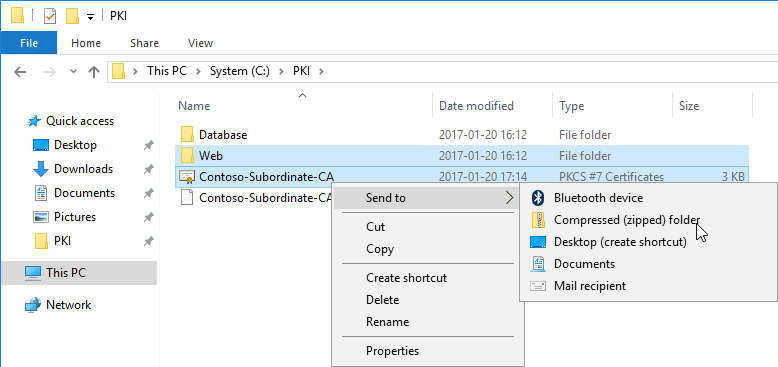 PKI
File Home Share View
This PC System (C:) PKI
Name Date modified Type Size
Quick access
Desktop
Downloads
Documents
Pictures
PKI
This PC
Network
Database 2017-01-20 16:12 File folder
Web 2017-01-20 16:12 File folder
Contoso-Subordinate-CA 2017-01-20 17:14 PKCS #7 Certificates 3 KB
Contoso-Subordinate-CA
Send to
Cut
Copy
Create shortcut
Delete
Rename
Properties
Bluetooth device
Compressed (zipped) folder
Desktop (create shortcut)
Documents
Mail recipient